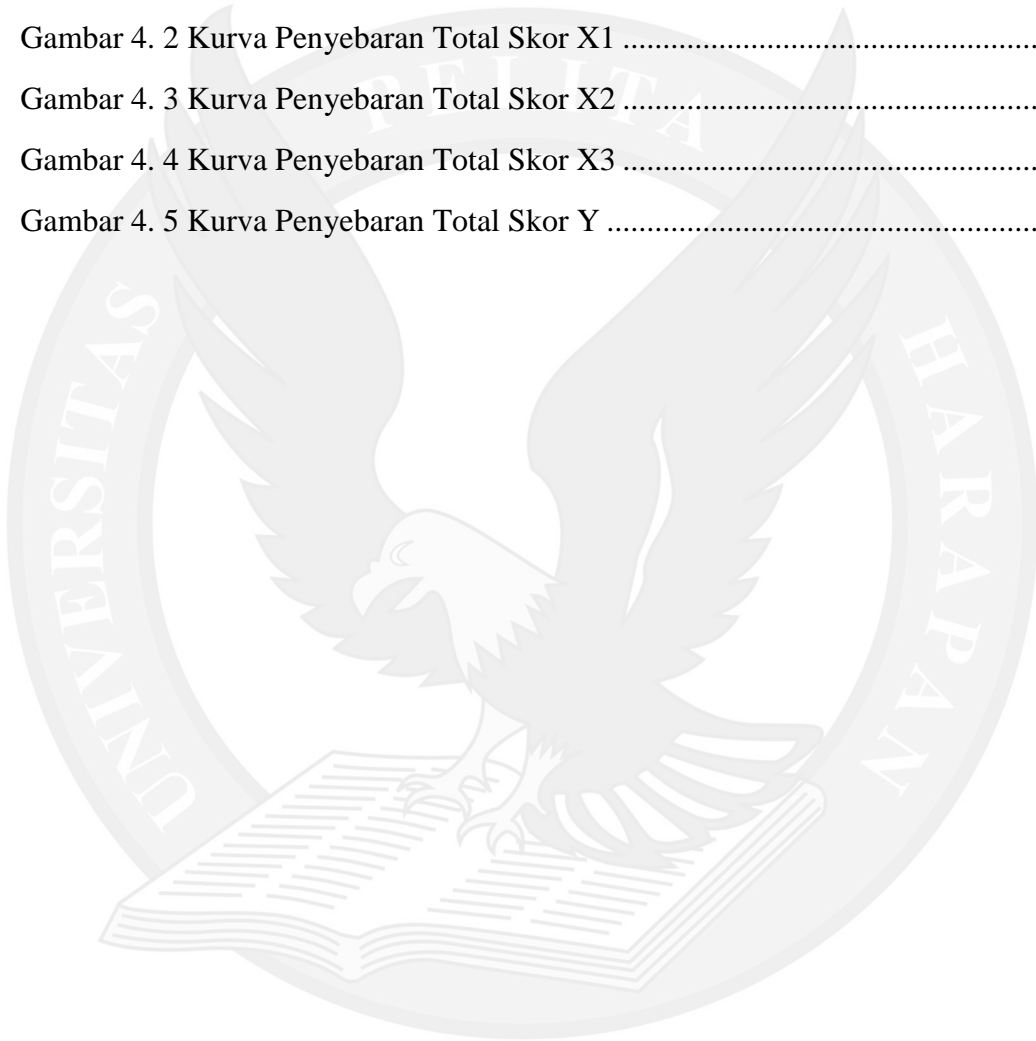 Gambar 4. 2 Kurva Penyebaran Total Skor X1 ....................................................
Gambar 4. 3 Kurva Penyebaran Total Skor X2 ....................................................
Gambar 4. 4 Kurva Penyebaran Total Skor X3 ....................................................
Gambar 4. 5 Kurva Penyebaran Total Skor Y ......................................................
UNIVERSITAS PELITA HARAPAN